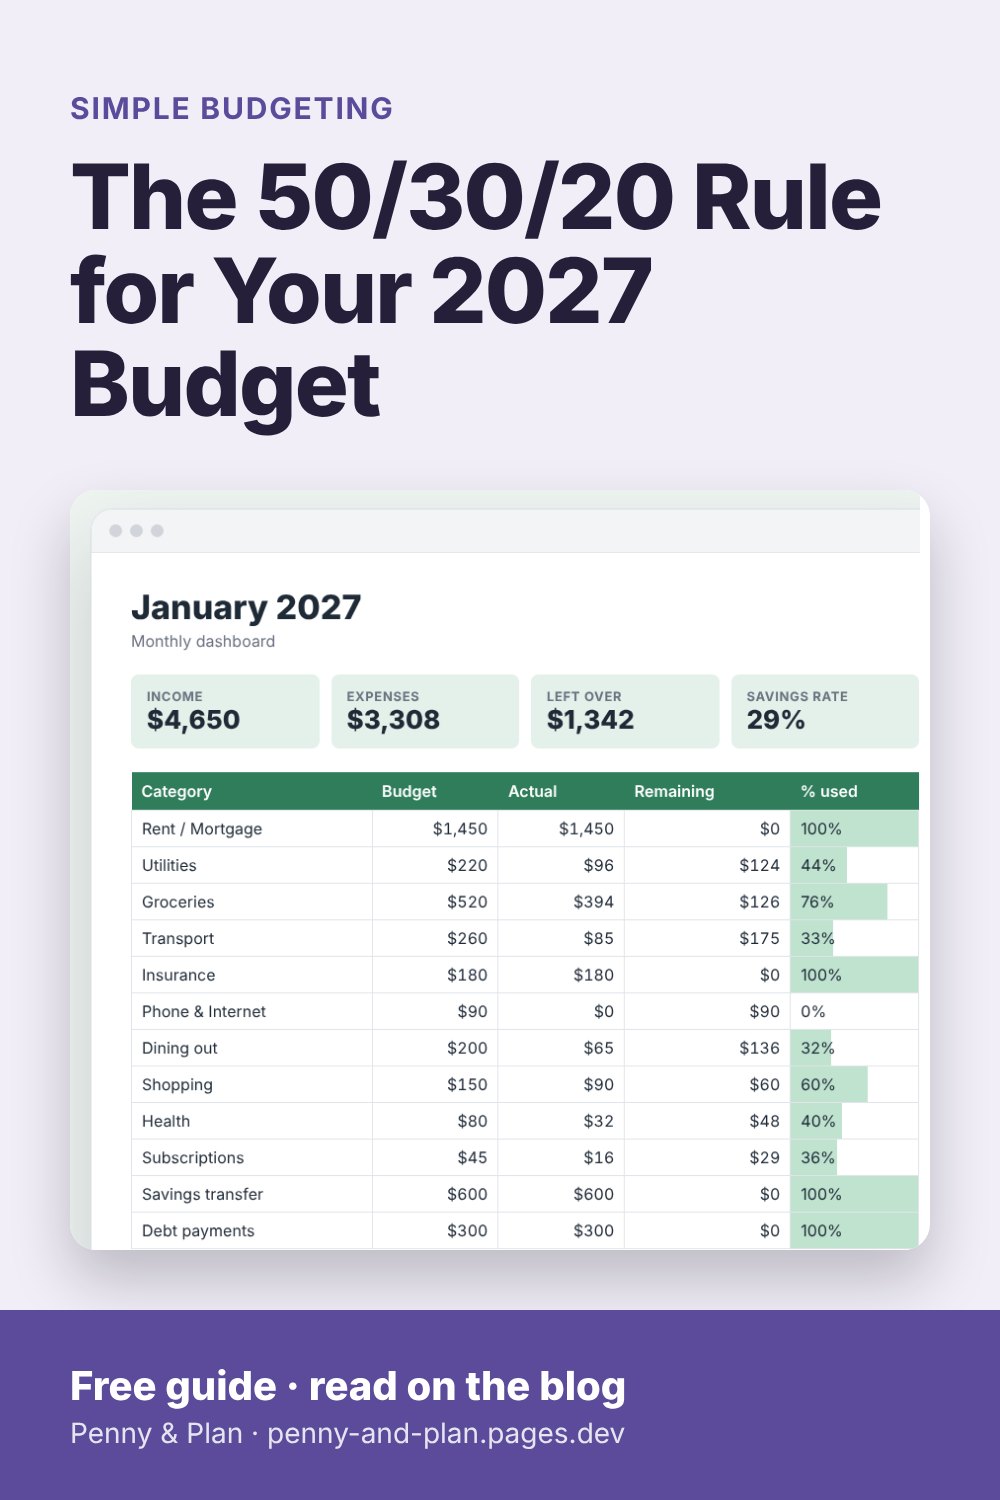 SIMPLE BUDGETING
The 50/30/20 Rule
for Your 2027
Budget
January 2027
Monthly dashboard
INCOME EXPENSES LEFT OVER SAVINGS RATE
$4,650 $3,308 $1,342 29%
Category Budget Actual Remaining % used
Rent / Mortgage $1,450 $1,450 $0 100%
Utilities $220 $96 $124 44%
Groceries $520 $394 $126 76%
Transport $260 $85 $175 33%
Insurance $180 $180 $0 100%
Phone & Internet $90 $0 $90 0%
Dining out $200 $65 $136 32%
Shopping $150 $90 $60 60%
Health $80 $32 $48 40%
Subscriptions $45 $16 $29 36%
Savings transfer $600 $600 $0 100%
Debt payments $300 $300 $0 100%
Free guide · read on the blog
Penny & Plan · penny-and-plan.pages.dev